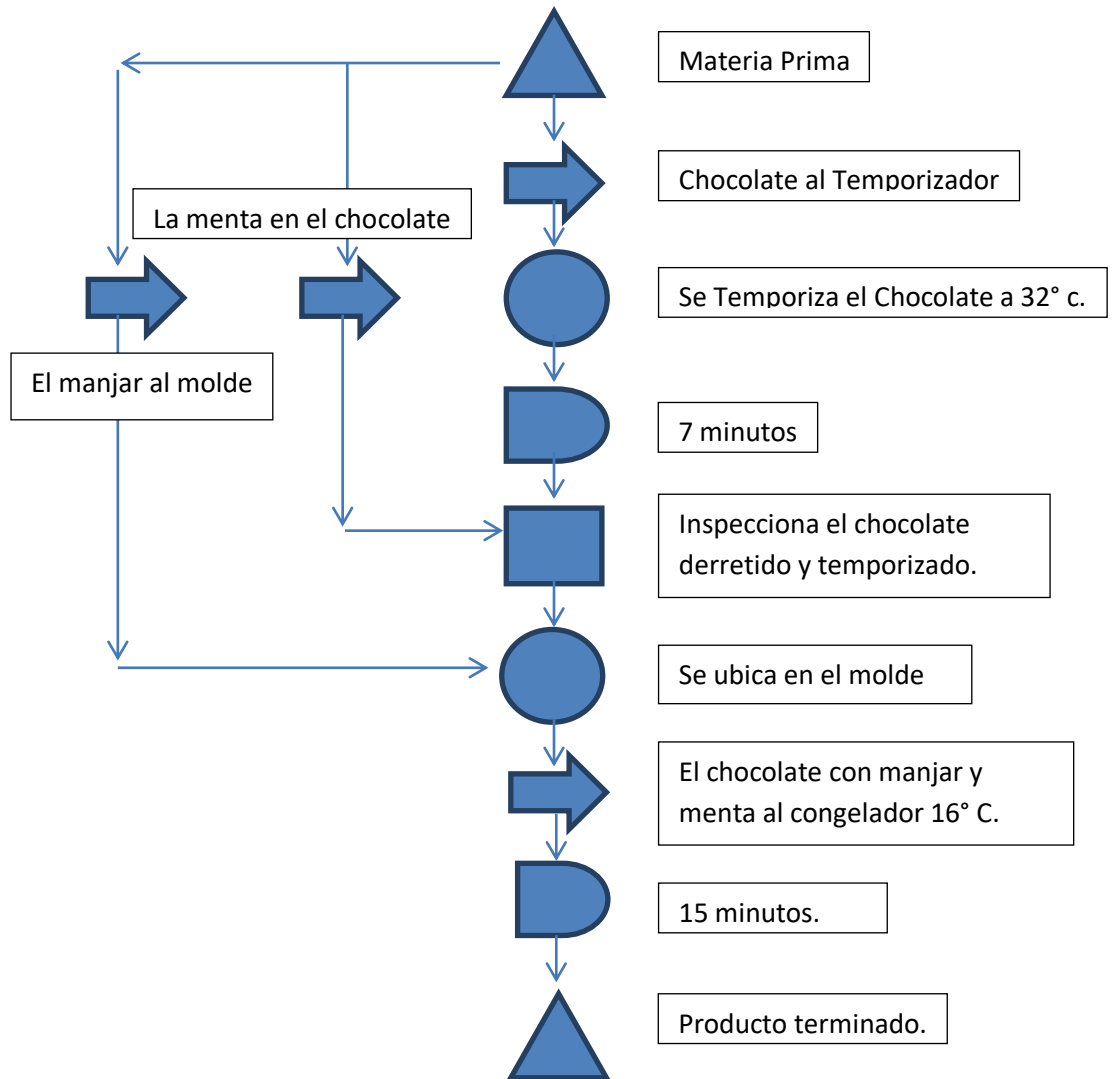 Materia Prima
Chocolate al Temporizador
La menta en el chocolate
Se Temporiza el Chocolate a 32° c.
El manjar al molde
7 minutos
Inspecciona el chocolate
derretido y temporizado.
Se ubica en el molde
El chocolate con manjar y
menta al congelador 16° C.
15 minutos.
Producto terminado.